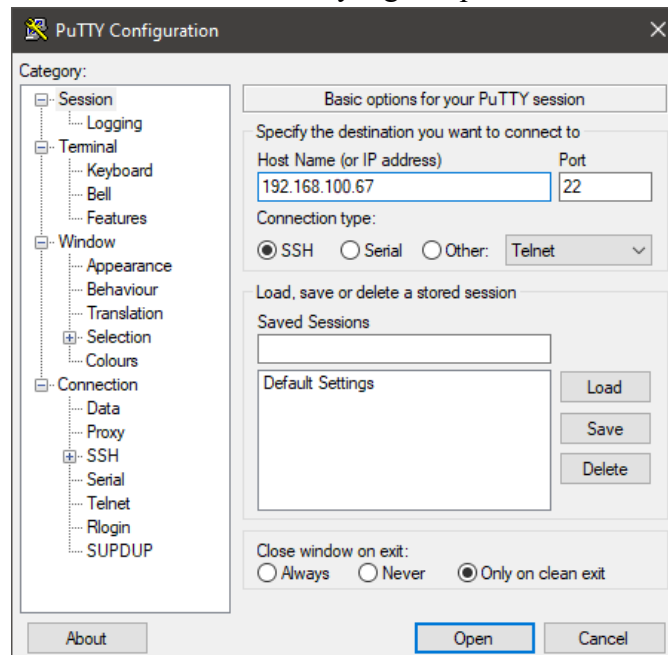 PuTTY Configuration
Category:
Session
Logging
Terminal
Keyboard
Bell
Features
Window
Appearance
Behaviour
Translation
Selection
Colours
Connection
Data
Proxy
SSH
Serial
Telnet
Rlogin
SUPDUP
Basic options for your PuTTY session
Specify the destination you want to connect to
Host Name (or IP address) Port
192.168.100.67 22
Connection type:
SSH Serial Other: Telnet
Load, save or delete a stored session
Saved Sessions
Default Settings
Load
Save
Delete
Close window on exit:
Always Never Only on clean exit
About Open Cancel